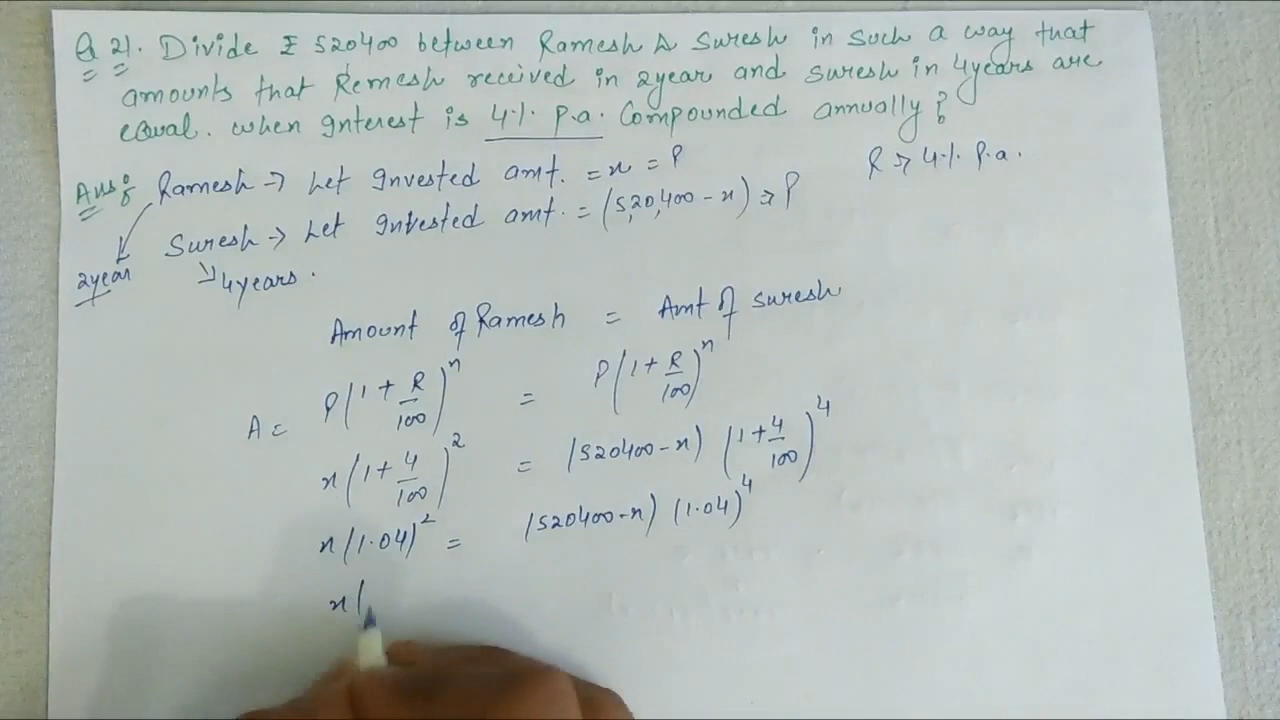 Q 21. Divide ₹ 520400 between Ramesh & Suresh in such a way that
amounts that Remesh received in 2year and suresh in 4years are
equal. when Interest is 4% p.a. Compounded annually?
Ans: Ramesh → Let Invested amt. = x = P
R → 4% P.a.
Suresh → Let Invested amt. = (5,20,400 - x) → P
2year
4years.
Amount of Ramesh = Amt of suresh
A = P(1 + R/100)^n = P(1 + R/100)^n
x(1 + 4/100)^2 = (520400 - x) (1 + 4/100)^4
x(1.04)^2 = (520400 - x) (1.04)^4
x(